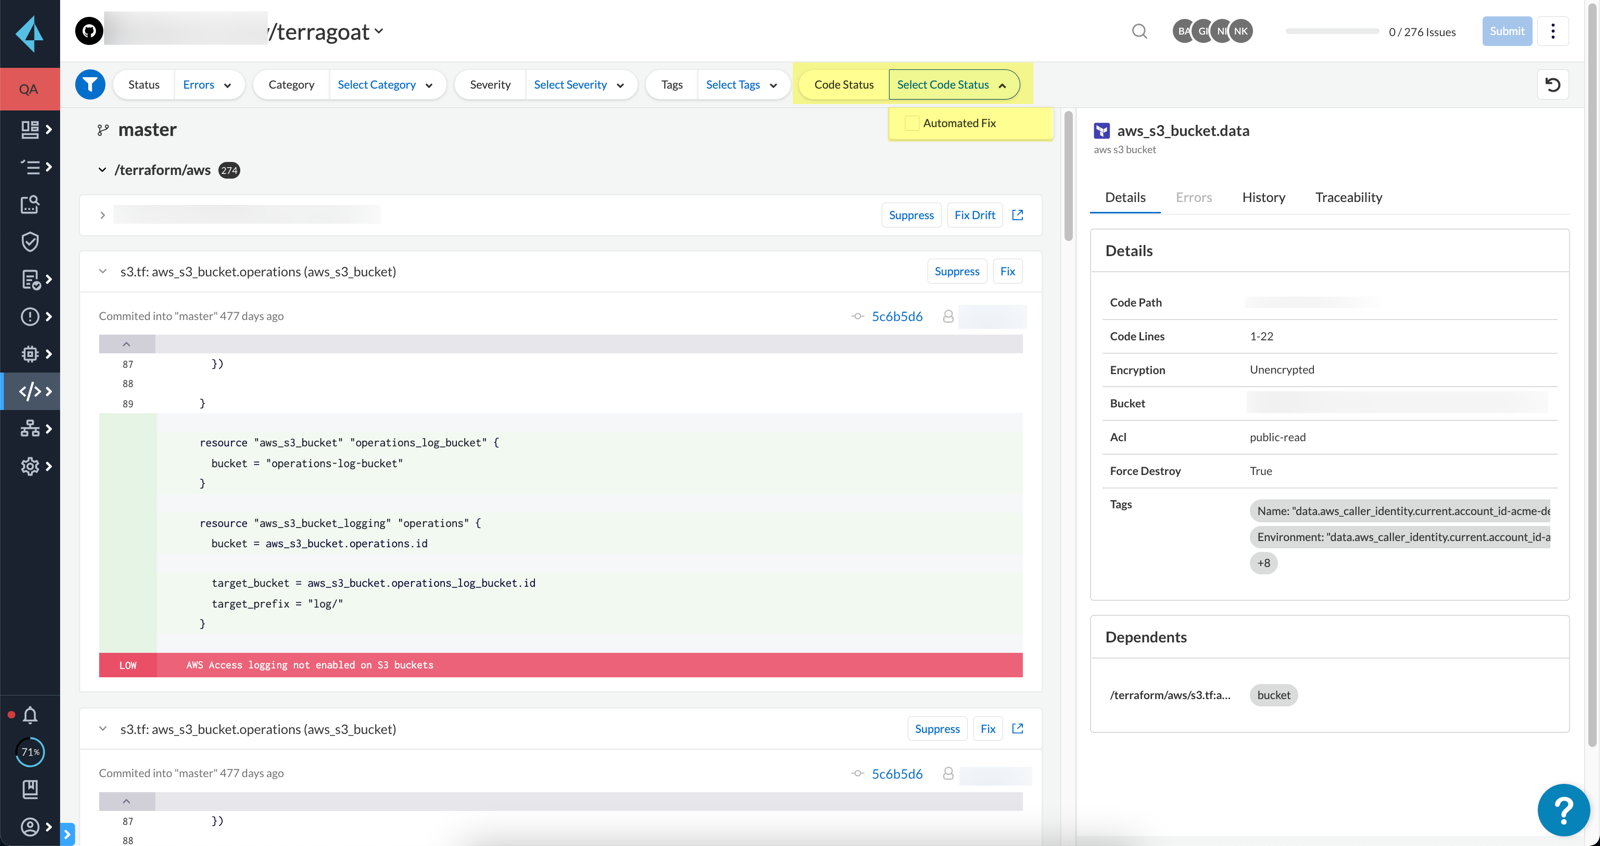 /terragoat
BA GI NI NK
0 / 276 Issues
Submit
QA
Status Errors
Category Select Category
Severity Select Severity
Tags Select Tags
Code Status Select Code Status
Automated Fix
master
/terraform/aws 274
Suppress Fix Drift
s3.tf: aws_s3_bucket.operations (aws_s3_bucket)
Suppress Fix
Commited into "master" 477 days ago
5c6b5d6
87 })
88
89 }
resource "aws_s3_bucket" "operations_log_bucket" {
bucket = "operations-log-bucket"
}
resource "aws_s3_bucket_logging" "operations" {
bucket = aws_s3_bucket.operations.id
target_bucket = aws_s3_bucket.operations_log_bucket.id
target_prefix = "log/"
}
LOW AWS Access logging not enabled on S3 buckets
s3.tf: aws_s3_bucket.operations (aws_s3_bucket)
Suppress Fix
Commited into "master" 477 days ago
5c6b5d6
87 })
88
71%
aws_s3_bucket.data
aws s3 bucket
Details Errors History Traceability
Details
Code Path
Code Lines 1-22
Encryption Unencrypted
Bucket
Acl public-read
Force Destroy True
Tags Name: "data.aws_caller_identity.current.account_id-acme-de
Environment: "data.aws_caller_identity.current.account_id-a
+8
Dependents
/terraform/aws/s3.tf:a... bucket
?